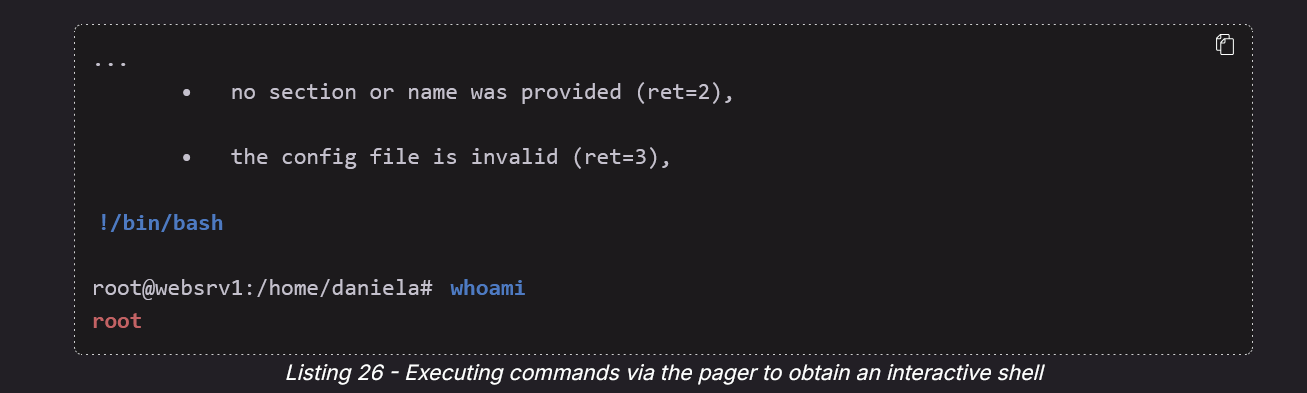 ...
• no section or name was provided (ret=2),
• the config file is invalid (ret=3),
!/bin/bash
root@websrv1:/home/daniela# whoami
root
Listing 26 - Executing commands via the pager to obtain an interactive shell